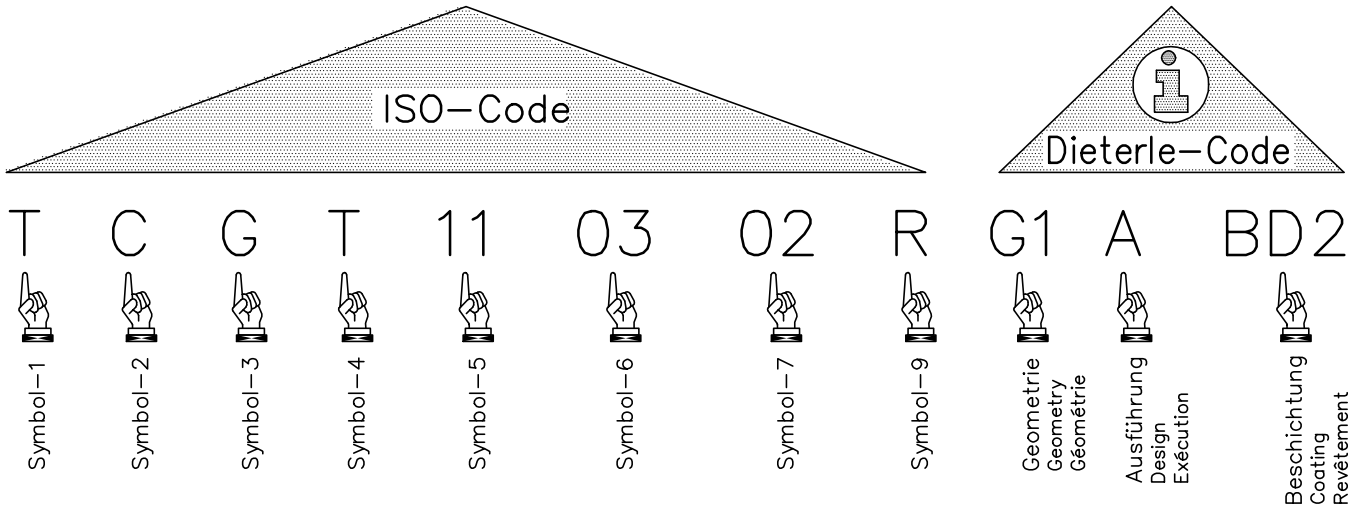 ISO-Code
i
Dieterle-Code
T C G T 11 03 02 R G1 A BD2
Symbol-1
Symbol-2
Symbol-3
Symbol-4
Symbol-5
Symbol-6
Symbol-7
Symbol-9
Geometrie
Geometry
Géométrie
Ausführung
Design
Exécution
Beschichtung
Coating
Revêtement